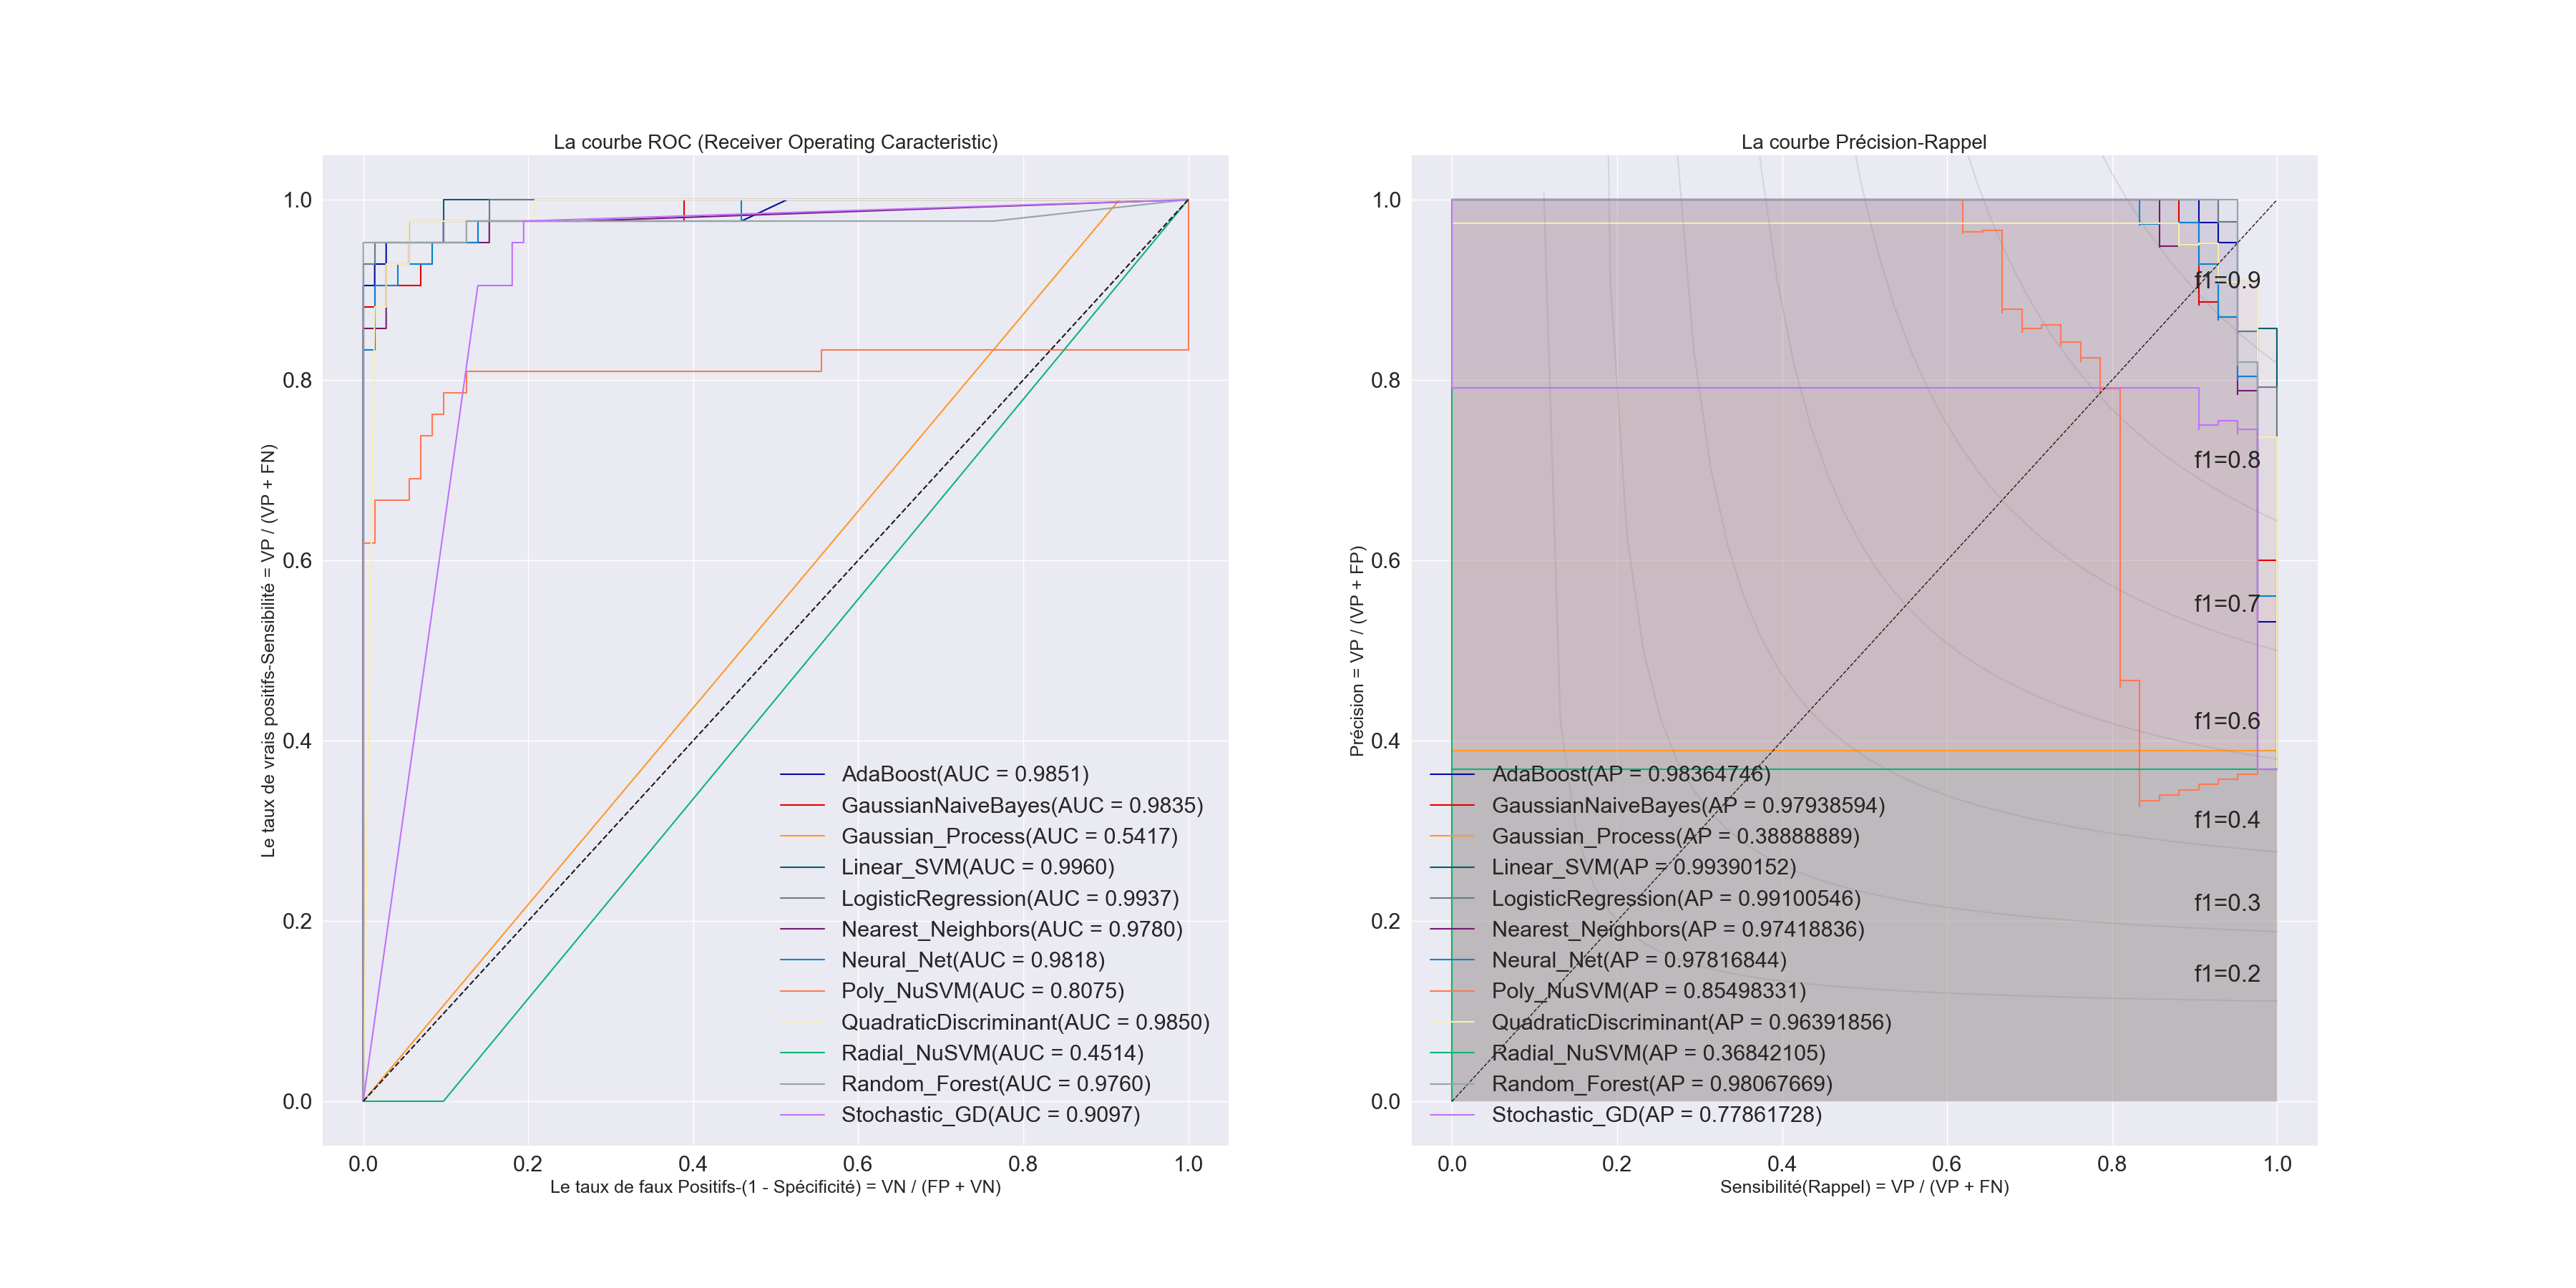 La courbe ROC (Receiver Operating Caracteristic)
1.0
0.8
0.6
0.4
0.2
0.0
Le taux de vrais positifs-Sensibilité = VP / (VP + FN)
AdaBoost(AUC = 0.9851)
GaussianNaiveBayes(AUC = 0.9835)
Gaussian_Process(AUC = 0.5417)
Linear_SVM(AUC = 0.9960)
LogisticRegression(AUC = 0.9937)
Nearest_Neighbors(AUC = 0.9780)
Neural_Net(AUC = 0.9818)
Poly_NuSVM(AUC = 0.8075)
QuadraticDiscriminant(AUC = 0.9850)
Radial_NuSVM(AUC = 0.4514)
Random_Forest(AUC = 0.9760)
Stochastic_GD(AUC = 0.9097)
0.0 0.2 0.4 0.6 0.8 1.0
Le taux de faux Positifs-(1 - Spécificité) = VN / (FP + VN)
La courbe Précision-Rappel
1.0
0.8
0.6
0.4
0.2
0.0
Précision = VP / (VP + FP)
f1=0.9
f1=0.8
f1=0.7
f1=0.6
f1=0.4
f1=0.3
f1=0.2
AdaBoost(AP = 0.98364746)
GaussianNaiveBayes(AP = 0.97938594)
Gaussian_Process(AP = 0.38888889)
Linear_SVM(AP = 0.99390152)
LogisticRegression(AP = 0.99100546)
Nearest_Neighbors(AP = 0.97418836)
Neural_Net(AP = 0.97816844)
Poly_NuSVM(AP = 0.85498331)
QuadraticDiscriminant(AP = 0.96391856)
Radial_NuSVM(AP = 0.36842105)
Random_Forest(AP = 0.98067669)
Stochastic_GD(AP = 0.77861728)
0.0 0.2 0.4 0.6 0.8 1.0
Sensibilité(Rappel) = VP / (VP + FN)